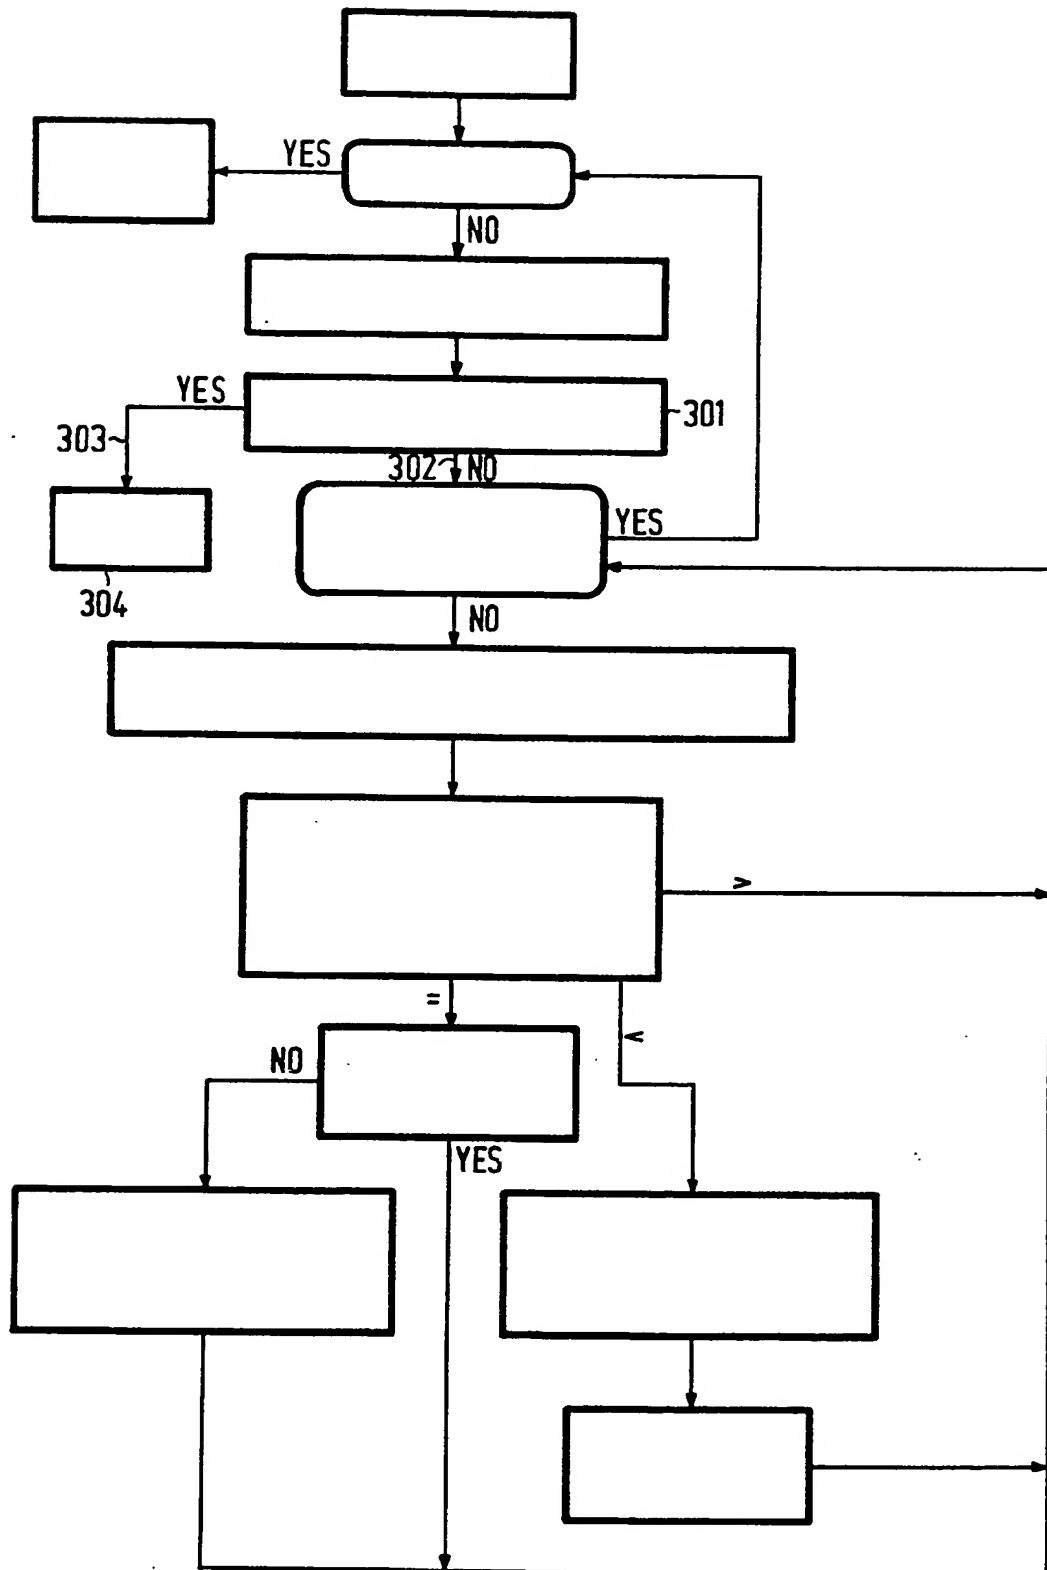 YES
NO
YES
301
303
302 NO
YES
304
NO
>
=
<
NO
YES